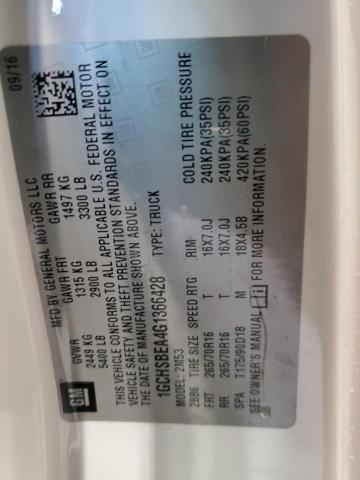 MFD BY GENERAL MOTORS LLC 09/16
GVWR GAWR FRT GAWR RR
2449 KG 1315 KG 1497 KG
5400 LB 2900 LB 3300 LB
THIS VEHICLE CONFORMS TO ALL APPLICABLE U.S. FEDERAL MOTOR
VEHICLE SAFETY AND THEFT PREVENTION STANDARDS IN EFFECT ON
THE DATE OF MANUFACTURE SHOWN ABOVE.
1GCHSBEA4G1366428 TYPE: TRUCK
MODEL: 2M53
2BB6 TIRE SIZE SPEED RTG RIM COLD TIRE PRESSURE
FRT 265/70R16 T 16X7.0J 240KPA(35PSI)
RR 265/70R16 T 16X7.0J 240KPA(35PSI)
SPA T175/90D18 M 18X4.5B 420KPA(60PSI)
SEE OWNER'S MANUAL FOR MORE INFORMATION.
GM